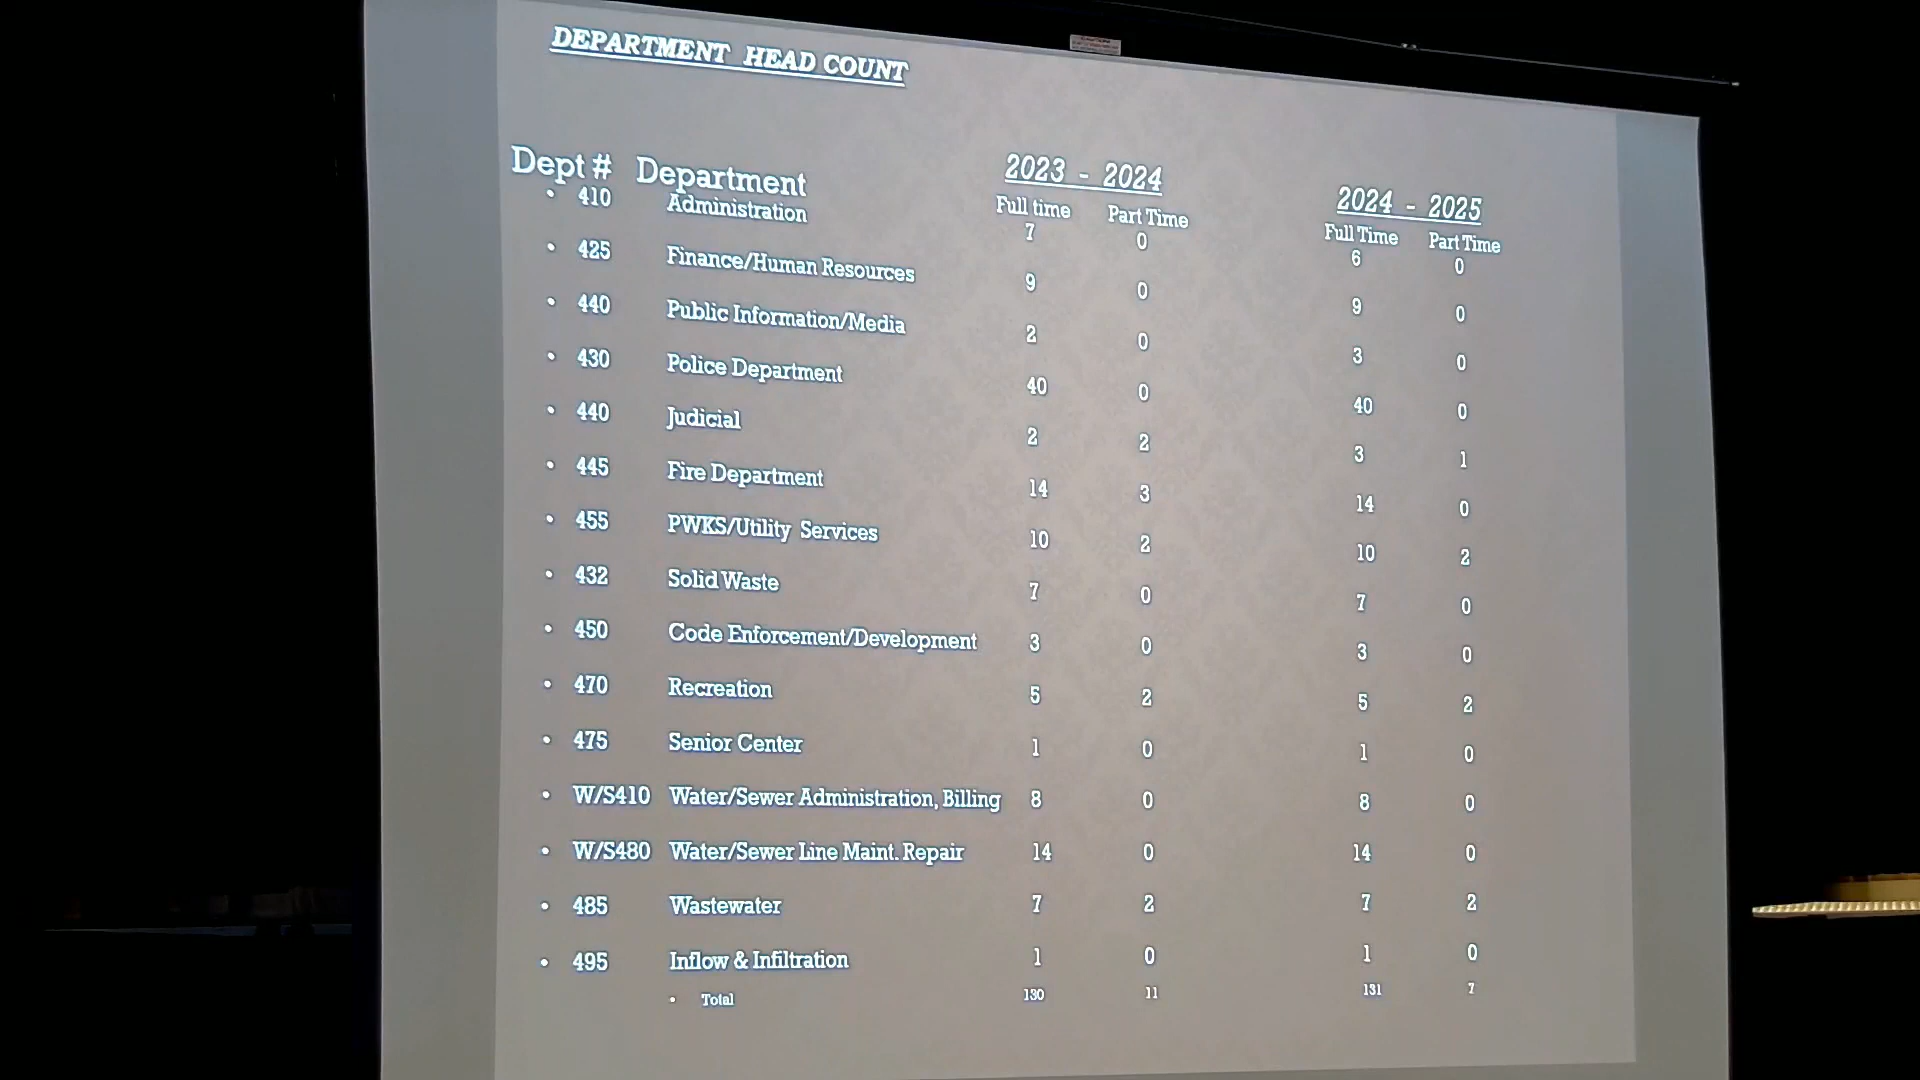 DEPARTMENT HEAD COUNT
Dept # Department 2023 - 2024 2024 - 2025
Full time Part Time Full Time Part Time
• 410 Administration 7 0 6 0
• 425 Finance/Human Resources 9 0 9 0
• 440 Public Information/Media 2 0 3 0
• 430 Police Department 40 0 40 0
• 440 Judicial 2 2 3 1
• 445 Fire Department 14 3 14 0
• 455 PWKS/Utility Services 10 2 10 2
• 432 Solid Waste 7 0 7 0
• 450 Code Enforcement/Development 3 0 3 0
• 470 Recreation 5 2 5 2
• 475 Senior Center 1 0 1 0
• W/S410 Water/Sewer Administration, Billing 8 0 8 0
• W/S480 Water/Sewer Line Maint. Repair 14 0 14 0
• 485 Wastewater 7 2 7 2
• 495 Inflow & Infiltration 1 0 1 0
• Total 130 11 131 7